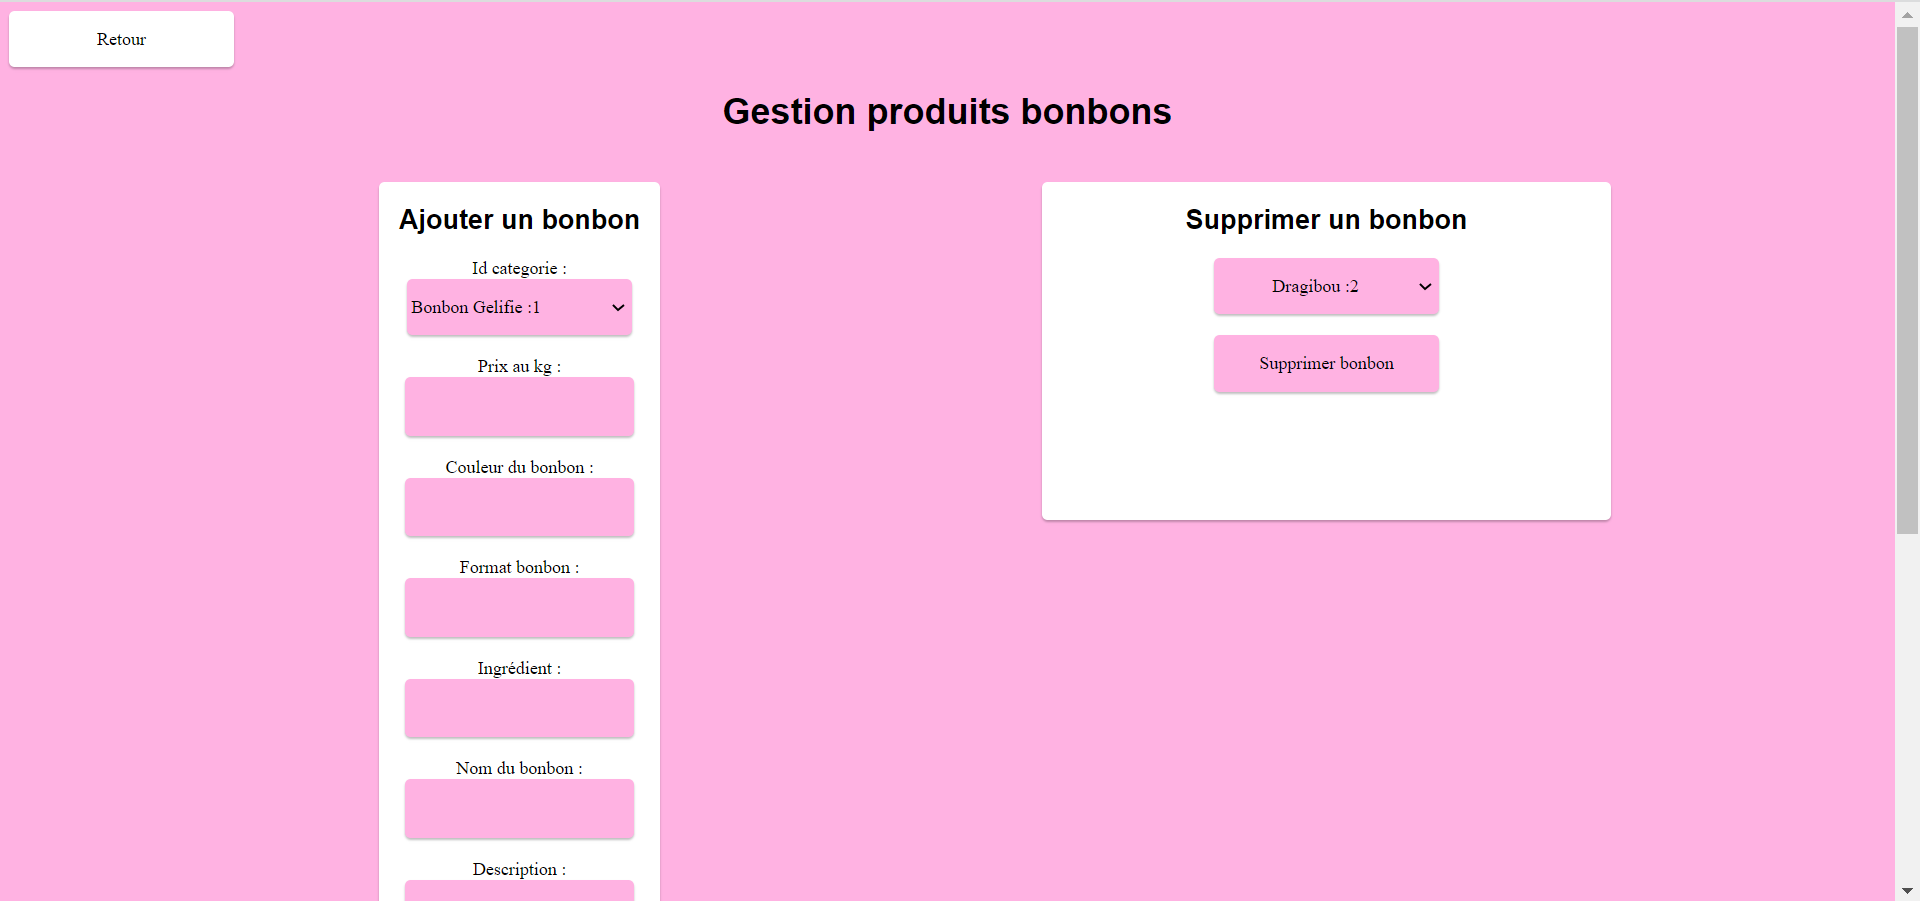 Retour
Gestion produits bonbons
Ajouter un bonbon
Id categorie :
Bonbon Gelifie :1
Prix au kg :
Couleur du bonbon :
Format bonbon :
Ingrédient :
Nom du bonbon :
Description :
Supprimer un bonbon
Dragibou :2
Supprimer bonbon